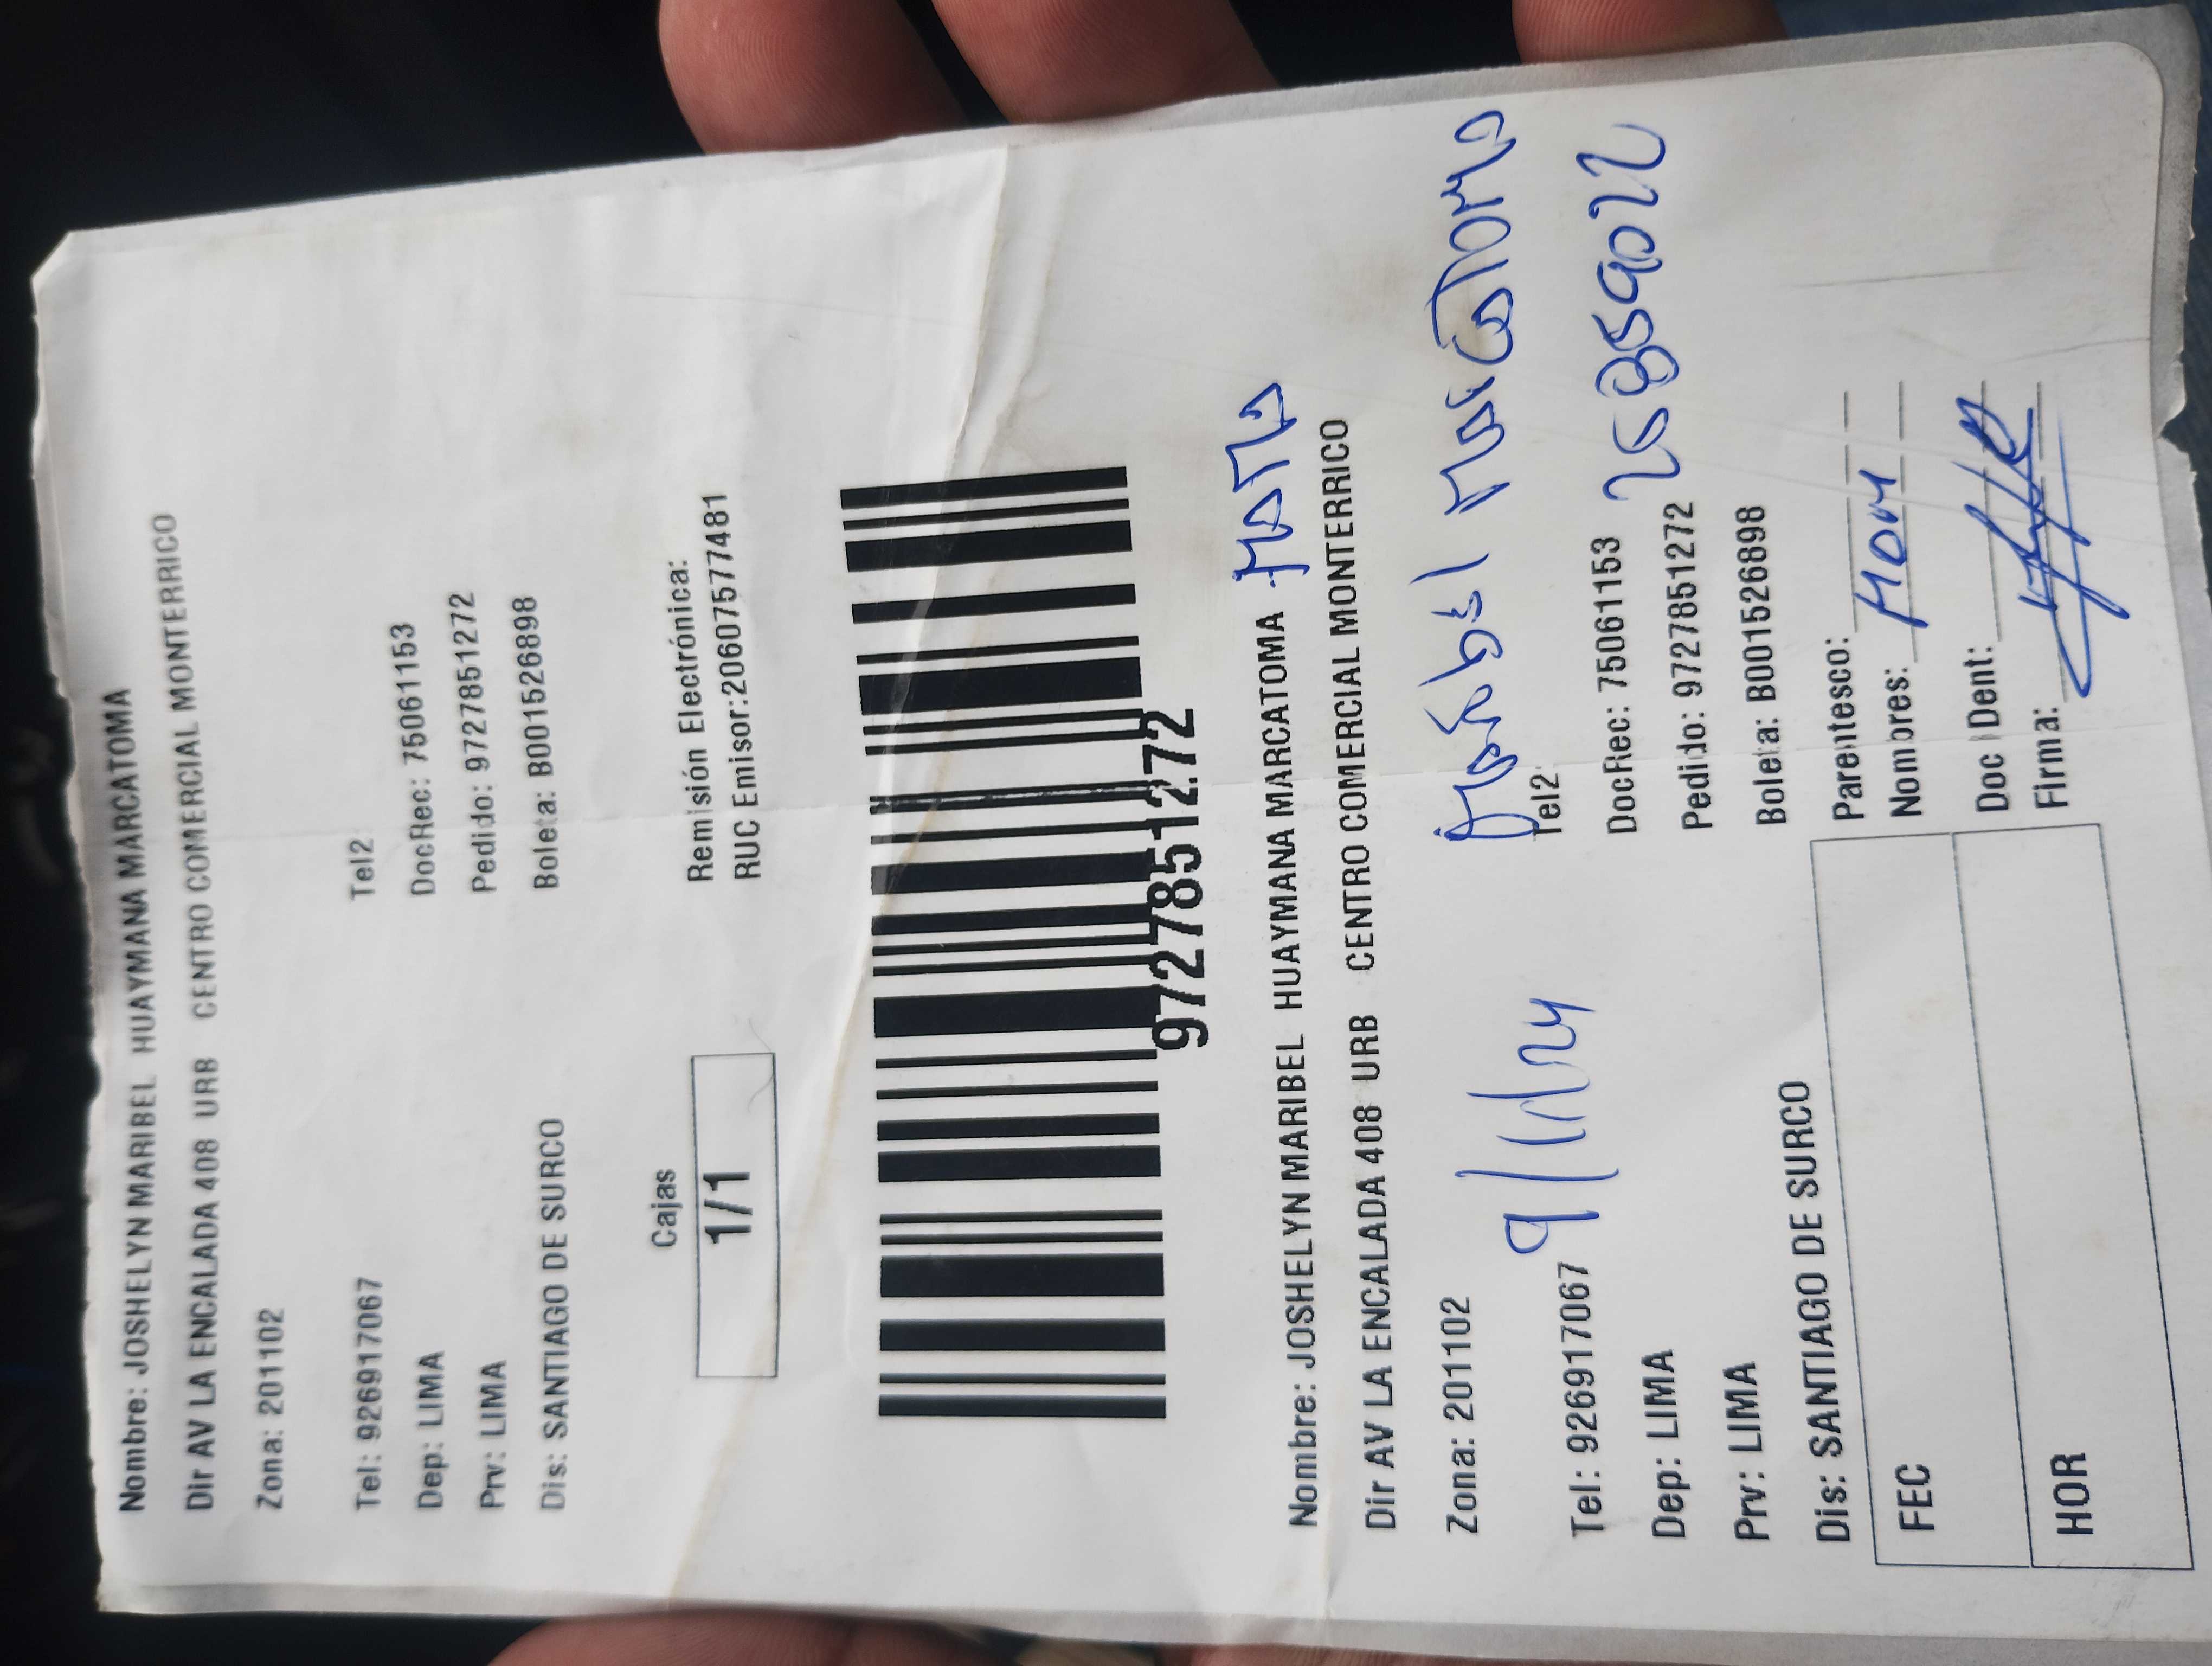 Nombre: JOSHELYN MARIBEL HUAYMANA MARCATOMA
Dir AV LA ENCALADA 408 URB CENTRO COMERCIAL MONTERRICO
Zona: 201102
Tel: 926917067 Tel2:
Dep: LIMA DocRec: 75061153
Prv: LIMA Pedido: 9727851272
Dis: SANTIAGO DE SURCO Boleta: B001526898
Cajas Remisión Electrónica:
1/1 RUC Emisor:20607577481
9727851272
Nombre: JOSHELYN MARIBEL HUAYMANA MARCATOMA
Dir AV LA ENCALADA 408 URB CENTRO COMERCIAL MONTERRICO
Zona: 201102
Tel: 926917067 9/1/24 Tel2:
Dep: LIMA DocRec: 75061153
Prv: LIMA Pedido: 9727851272
Dis: SANTIAGO DE SURCO Boleta: B001526898
FEC Parentesco:
Nombres:
HOR Doc Dent:
Firma: